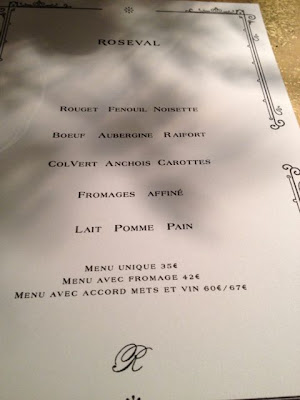 ROSEVAL
ROUGET FENOUIL NOISETTE
BOEUF AUBERGINE RAIFORT
COLVERT ANCHOIS CAROTTES
FROMAGES AFFINÉ
LAIT POMME PAIN
MENU UNIQUE 35€
MENU AVEC FROMAGE 42€
MENU AVEC ACCORD METS ET VIN 60€/67€
R